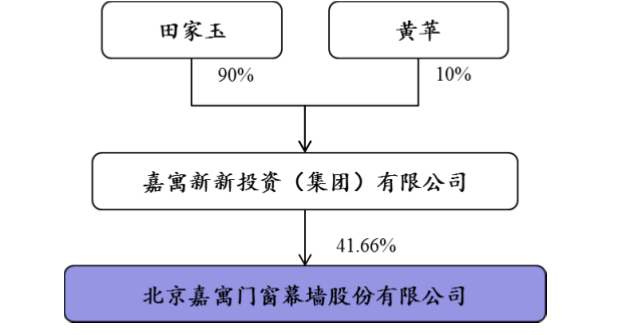 田家玉
黄苹
90%
10%
嘉寓新新投资（集团）有限公司
41.66%
北京嘉寓门窗幕墙股份有限公司